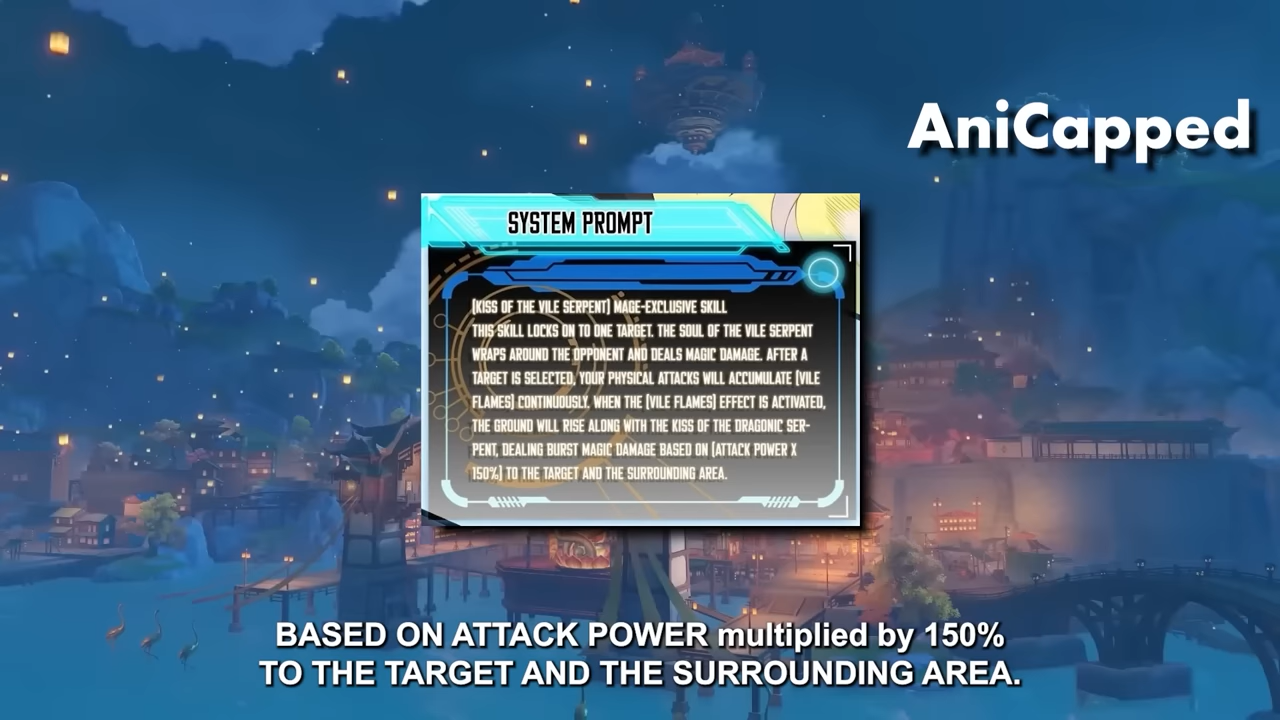 AniCapped
SYSTEM PROMPT
[KISS OF THE VILE SERPENT] MAGE-EXCLUSIVE SKILL
THIS SKILL LOCKS ON TO ONE TARGET. THE SOUL OF THE VILE SERPENT
WRAPS AROUND THE OPPONENT AND DEALS MAGIC DAMAGE. AFTER A
TARGET IS SELECTED, YOUR PHYSICAL ATTACKS WILL ACCUMULATE [VILE
FLAMES] CONTINUOUSLY. WHEN THE [VILE FLAMES] EFFECT IS ACTIVATED,
THE GROUND WILL RISE ALONG WITH THE KISS OF THE DRAGONIC SER-
PENT, DEALING BURST MAGIC DAMAGE BASED ON [ATTACK POWER X
150%] TO THE TARGET AND THE SURROUNDING AREA.
BASED ON ATTACK POWER multiplied by 150%
TO THE TARGET AND THE SURROUNDING AREA.